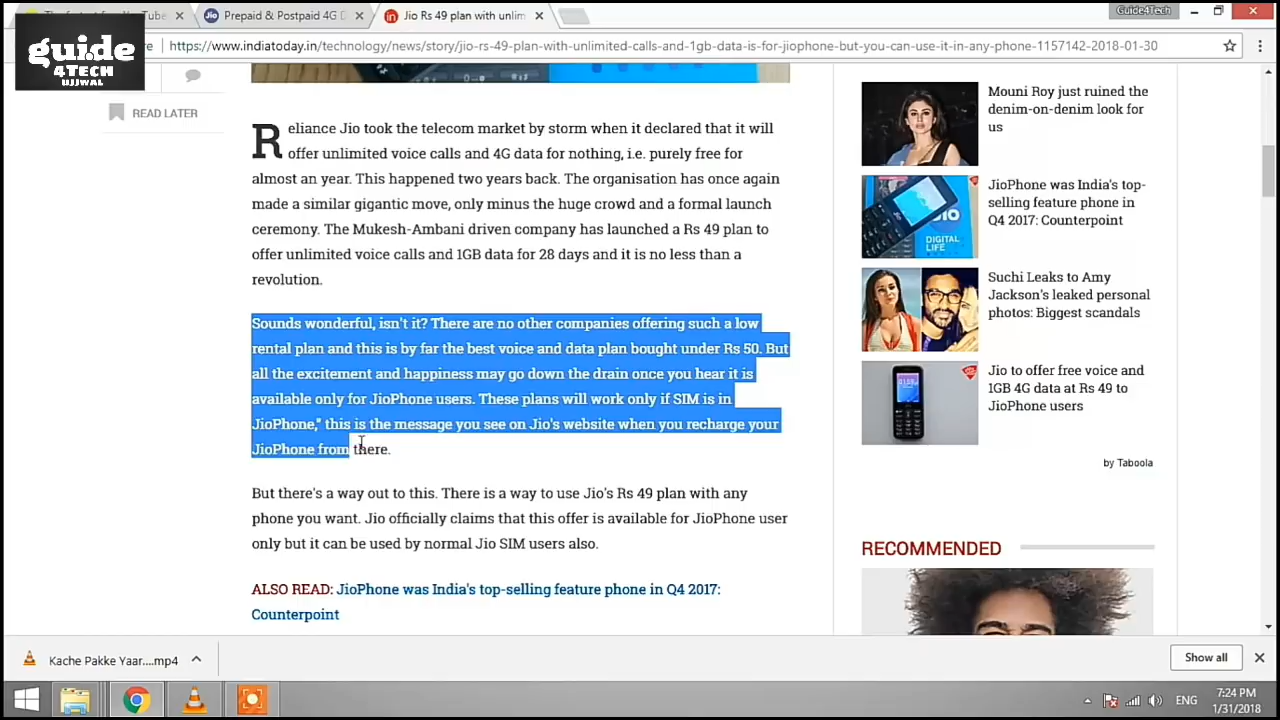 Prepaid & Postpaid 4G
Jio Rs 49 plan with unlim
Guide4Tech
guide
4TECH
UJJWAL
https://www.indiatoday.in/technology/news/story/jio-rs-49-plan-with-unlimited-calls-and-1gb-data-is-for-jiophone-but-you-can-use-it-in-any-phone-1157142-2018-01-30
READ LATER
Reliance Jio took the telecom market by storm when it declared that it will
offer unlimited voice calls and 4G data for nothing, i.e. purely free for
almost an year. This happened two years back. The organisation has once again
made a similar gigantic move, only minus the huge crowd and a formal launch
ceremony. The Mukesh-Ambani driven company has launched a Rs 49 plan to
offer unlimited voice calls and 1GB data for 28 days and it is no less than a
revolution.
Sounds wonderful, isn't it? There are no other companies offering such a low
rental plan and this is by far the best voice and data plan bought under Rs 50. But
all the excitement and happiness may go down the drain once you hear it is
available only for JioPhone users. These plans will work only if SIM is in
JioPhone," this is the message you see on Jio's website when you recharge your
JioPhone from there.
But there's a way out to this. There is a way to use Jio's Rs 49 plan with any
phone you want. Jio officially claims that this offer is available for JioPhone user
only but it can be used by normal Jio SIM users also.
ALSO READ: JioPhone was India's top-selling feature phone in Q4 2017:
Counterpoint
Mouni Roy just ruined the
denim-on-denim look for
us
JioPhone was India's top-
selling feature phone in
Q4 2017: Counterpoint
DIGITAL
LIFE
Suchi Leaks to Amy
Jackson's leaked personal
photos: Biggest scandals
Jio to offer free voice and
1GB 4G data at Rs 49 to
JioPhone users
by Taboola
RECOMMENDED
Kache Pakke Yaar....mp4
Show all
ENG
7:24 PM
1/31/2018